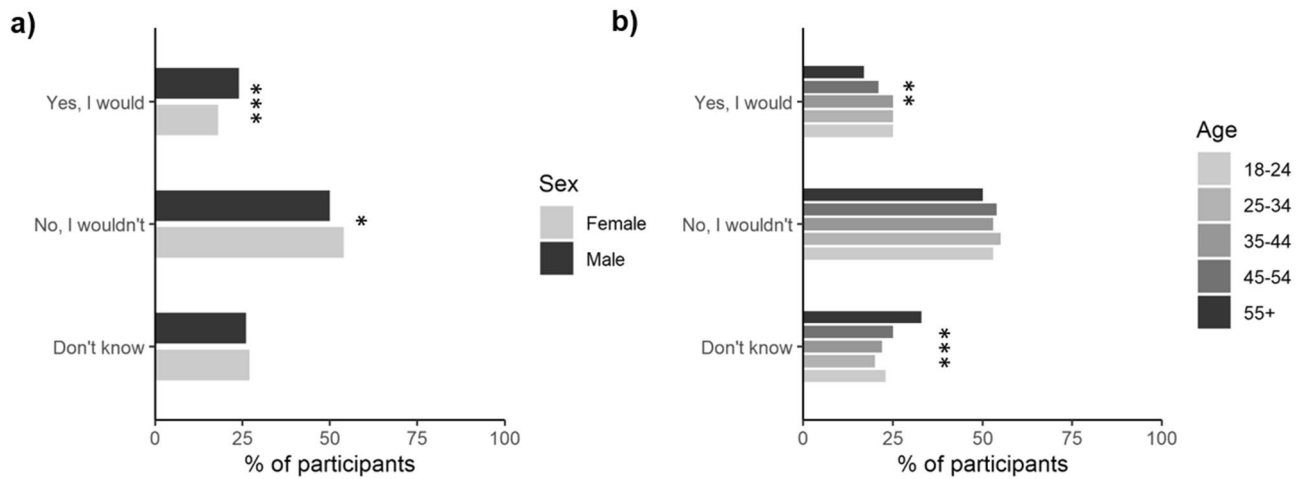 a)
Yes, I would
***
No, I wouldn't
*
Don't know
0 25 50 75 100
% of participants
Sex
Female
Male
b)
Yes, I would
**
No, I wouldn't
Don't know
***
0 25 50 75 100
% of participants
Age
18-24
25-34
35-44
45-54
55+